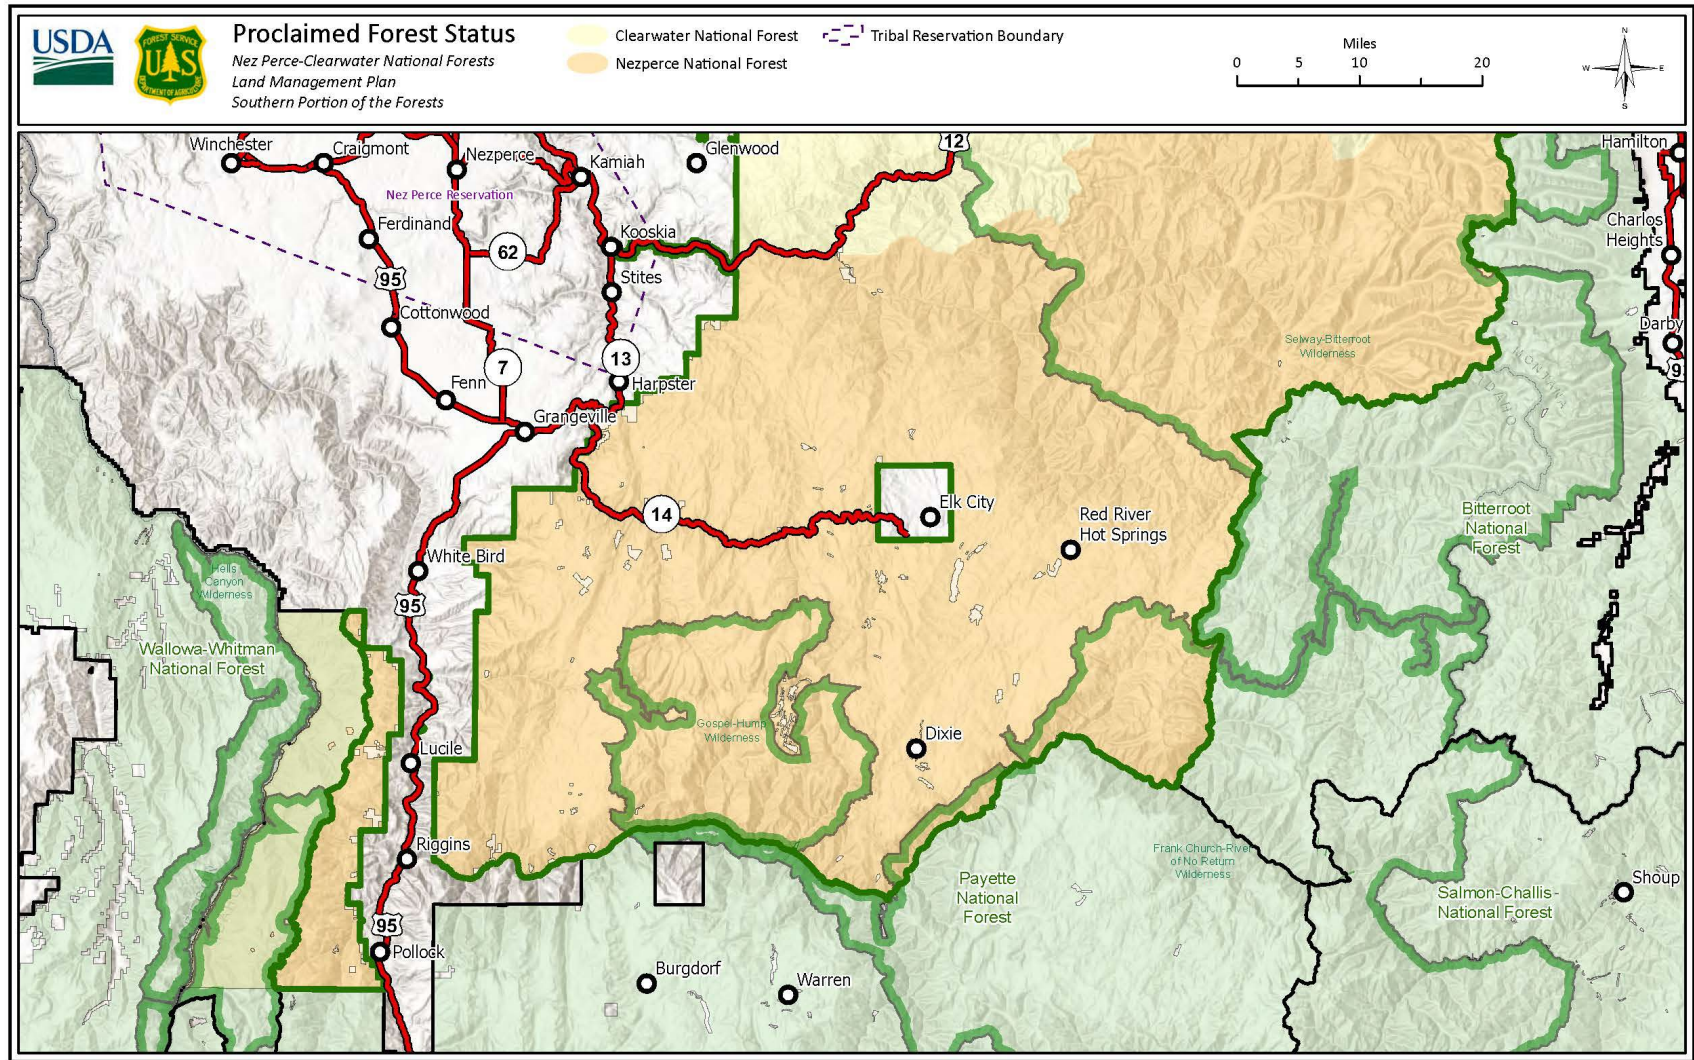 USDA
FOREST SERVICE
U S
DEPARTMENT OF AGRICULTURE
Proclaimed Forest Status
Nez Perce-Clearwater National Forests
Land Management Plan
Southern Portion of the Forests
Clearwater National Forest
Nezperce National Forest
Tribal Reservation Boundary
Miles
0 5 10 20
N
W E
S
Winchester
Craigmont
Nezperce
Kamiah
Glenwood
12
Hamilton
Nez Perce Reservation
Ferdinand
62
Kooskia
Charlos
Heights
95
Stites
Cottonwood
Darby
13
7
Selway-Bitterroot
Wilderness
MONTANA
IDAHO
9
Fenn
Harpster
Grangeville
14
Elk City
Red River
Hot Springs
Bitterroot
National
Forest
White Bird
Hells
Canyon
Wilderness
95
Wallowa-Whitman
National Forest
Gospel-Hump
Wilderness
Dixie
Lucile
Riggins
Frank Church-River
of No Return
Wilderness
Payette
National
Forest
Salmon-Challis
National Forest
Shoup
95
Pollock
Burgdorf
Warren